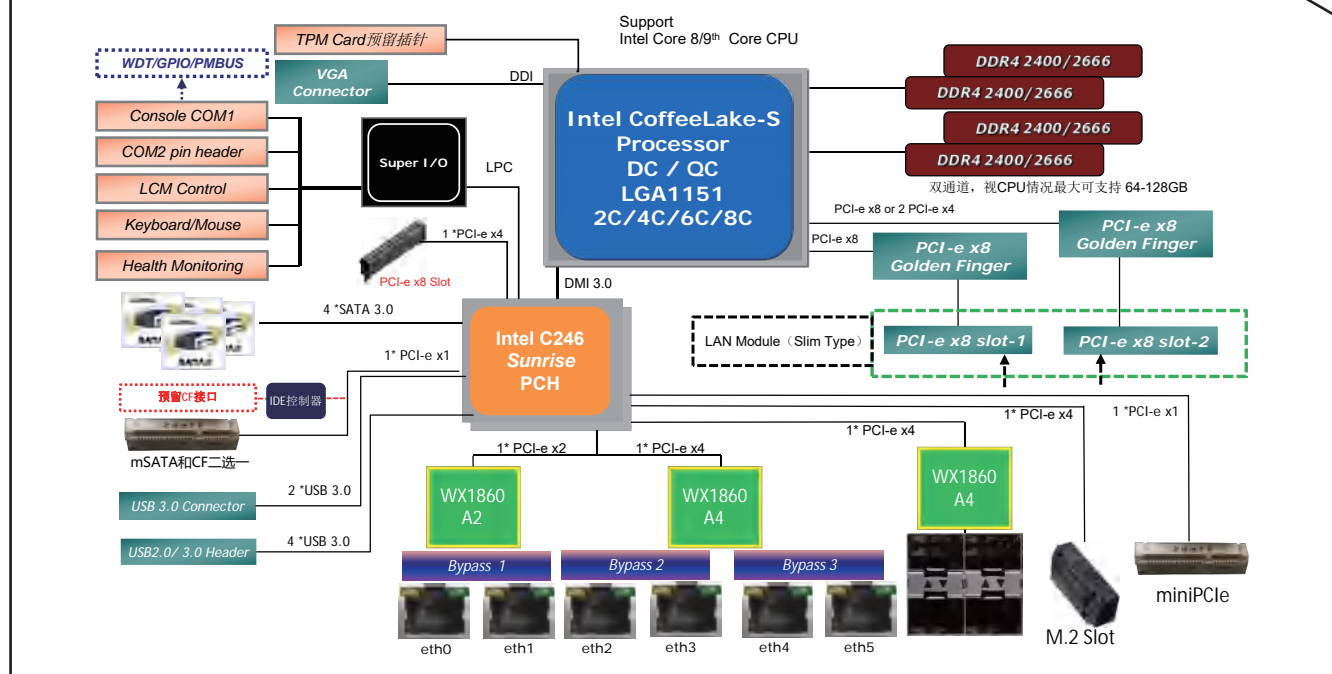 Support
Intel Core 8/9th Core CPU
TPM Card预留插针
WDT/GPIO/PMBUS
VGA
Connector
DDI
DDR4 2400/2666
DDR4 2400/2666
DDR4 2400/2666
DDR4 2400/2666
双通道，视CPU情况最大可支持 64-128GB
Console COM1
COM2 pin header
LCM Control
Keyboard/Mouse
Health Monitoring
Super I/O
LPC
Intel CoffeeLake-S
Processor
DC / QC
LGA1151
2C/4C/6C/8C
PCI-e x8 or 2 PCI-e x4
PCI-e x8
PCI-e x8
Golden Finger
PCI-e x8
Golden Finger
1 *PCI-e x4
PCI-e x8 Slot
DMI 3.0
4 *SATA 3.0
Intel C246
Sunrise
PCH
LAN Module（Slim Type）
PCI-e x8 slot-1
PCI-e x8 slot-2
1* PCI-e x1
预留CF接口
IDE控制器
mSATA和CF二选一
1* PCI-e x2
1* PCI-e x4
1* PCI-e x4
1* PCI-e x4
1 *PCI-e x1
2 *USB 3.0
USB 3.0 Connector
4 *USB 3.0
USB2.0/ 3.0 Header
WX1860
A2
WX1860
A4
WX1860
A4
Bypass 1
Bypass 2
Bypass 3
eth0
eth1
eth2
eth3
eth4
eth5
M.2 Slot
miniPCIe